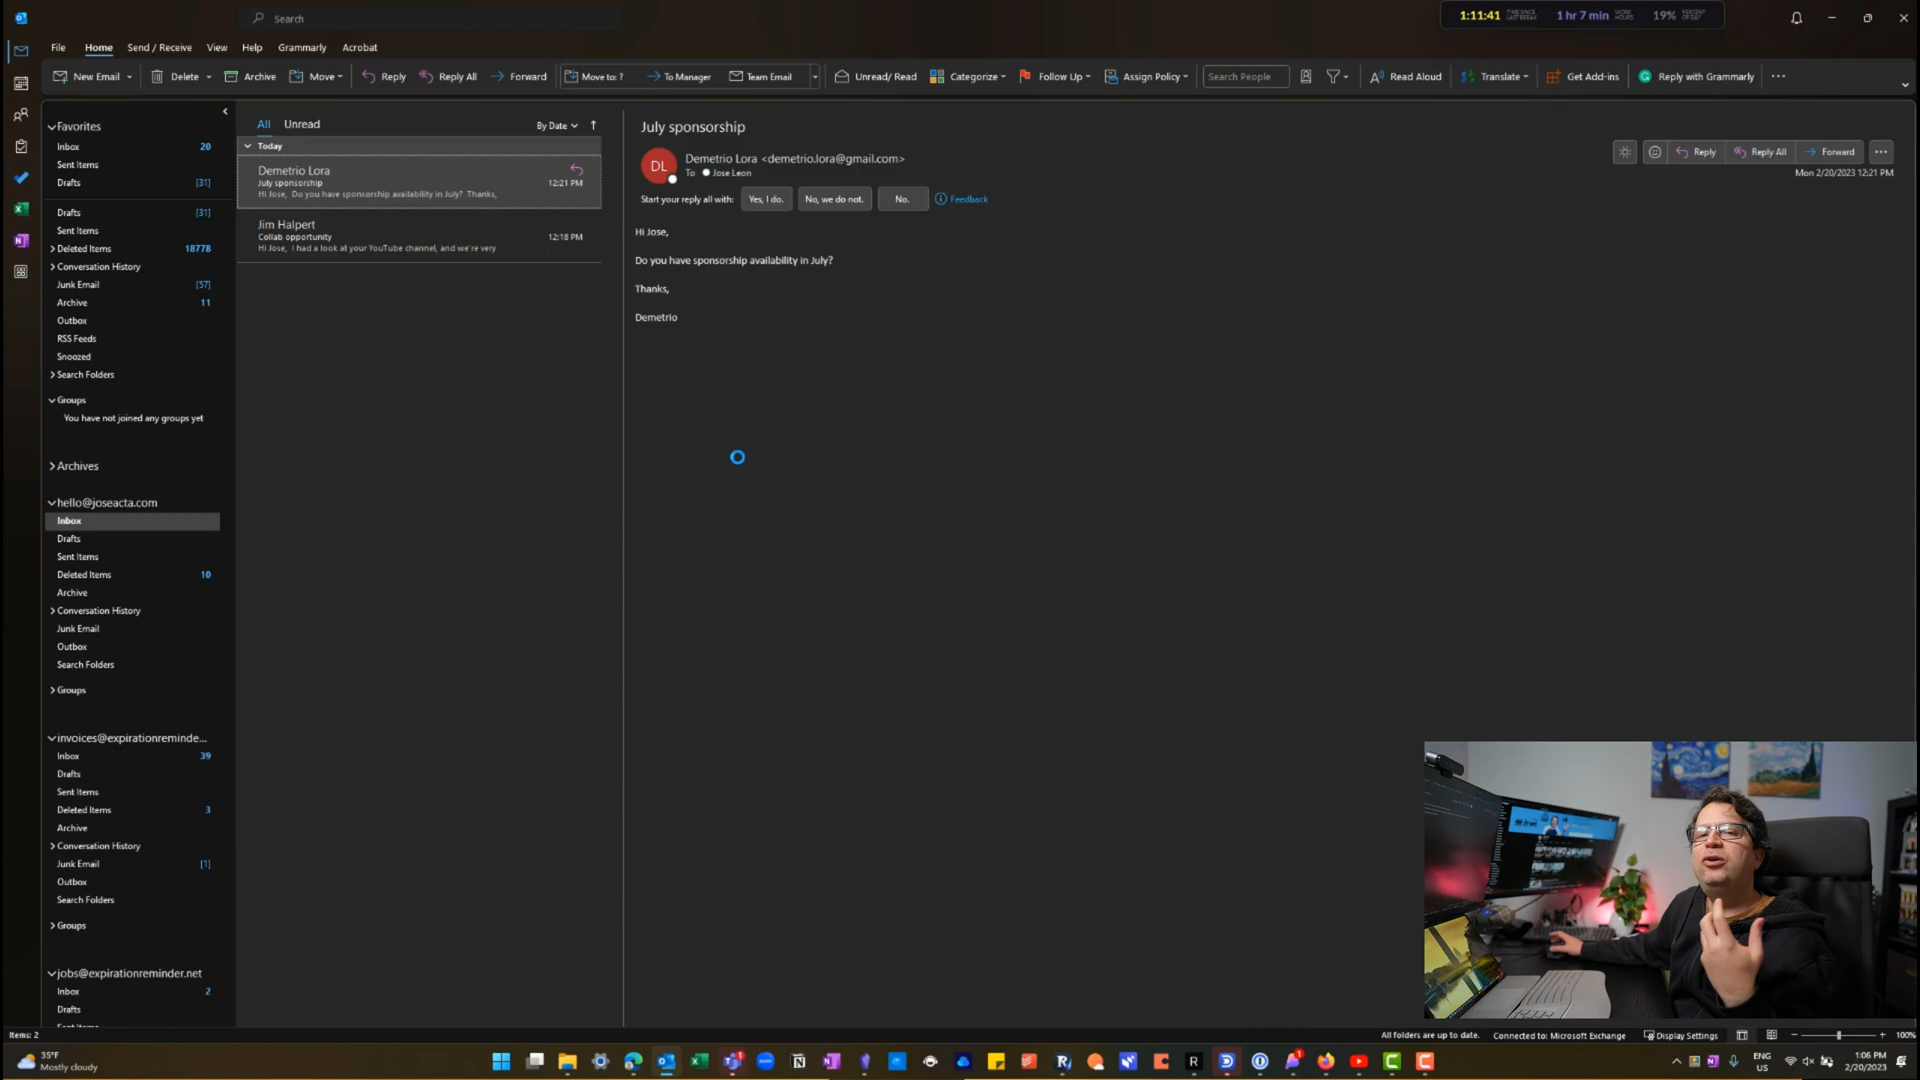 Search
1:11:41 TIME SINCE LAST BREAK 1 hr 7 min WORK HOURS 19% PERCENT OF DAY
File Home Send / Receive View Help Grammarly Acrobat
New Email Delete Archive Move Reply Reply All Forward Move to: ? To Manager Team Email Unread/ Read Categorize Follow Up Assign Policy Search People Read Aloud Translate Get Add-ins Reply with Grammarly
Favorites
Inbox 20
Sent Items
Drafts [31]
Drafts [31]
Sent Items
Deleted Items 18778
Conversation History
Junk Email [57]
Archive 11
Outbox
RSS Feeds
Snoozed
Search Folders
Groups
You have not joined any groups yet
Archives
hello@joseacta.com
Inbox
Drafts
Sent Items
Deleted Items 10
Archive
Conversation History
Junk Email
Outbox
Search Folders
Groups
invoices@expirationreminde...
Inbox 39
Drafts
Sent Items
Deleted Items 3
Archive
Conversation History
Junk Email [1]
Outbox
Search Folders
Groups
jobs@expirationreminder.net
Inbox 2
Drafts
Sent Items
All Unread By Date
Today
Demetrio Lora
July sponsorship 12:21 PM
Hi Jose, Do you have sponsorship availability in July? Thanks,
Jim Halpert
Collab opportunity 12:18 PM
Hi Jose, I had a look at your YouTube channel, and we're very
July sponsorship
DL
Demetrio Lora <demetrio.lora@gmail.com>
To Jose Leon
Reply Reply All Forward
Mon 2/20/2023 12:21 PM
Start your reply all with: Yes, I do. No, we do not. No. Feedback
Hi Jose,
Do you have sponsorship availability in July?
Thanks,
Demetrio
Items: 2
All folders are up to date. Connected to: Microsoft Exchange Display Settings 100%
35°F
Mostly cloudy
ENG
US
1:06 PM
2/20/2023